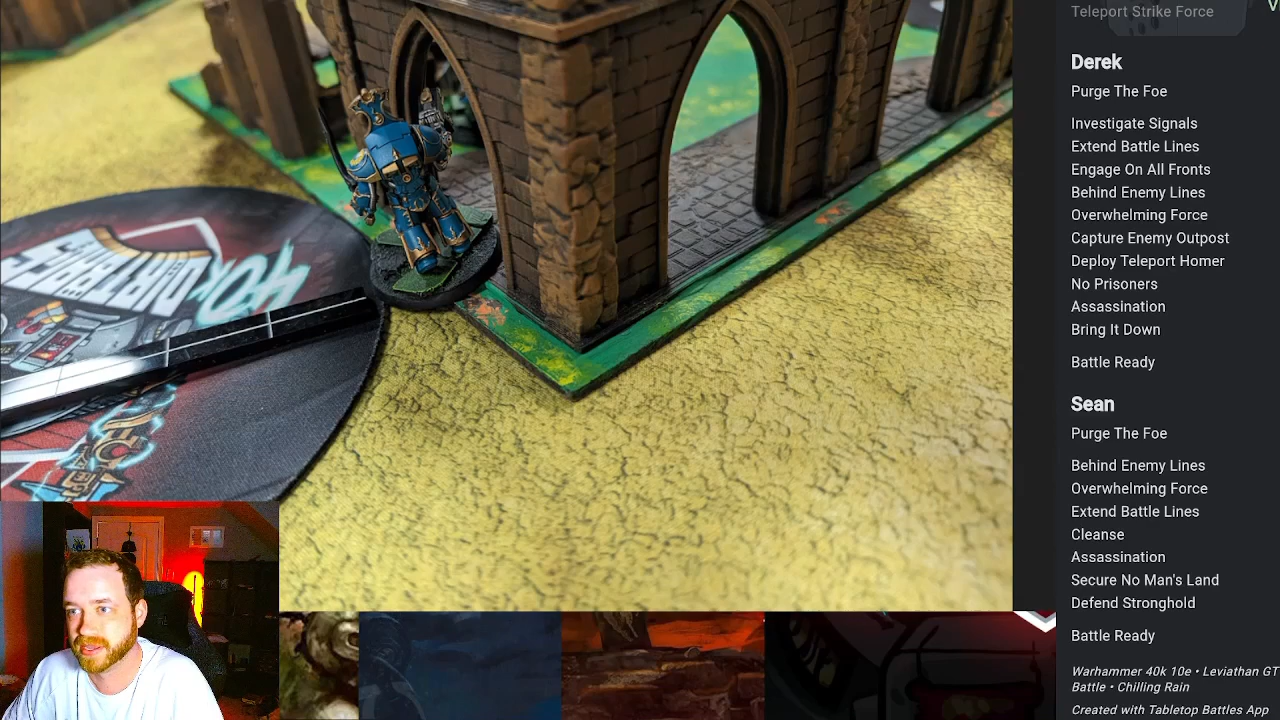 Teleport Strike Force
Derek
Purge The Foe
Investigate Signals
Extend Battle Lines
Engage On All Fronts
Behind Enemy Lines
Overwhelming Force
Capture Enemy Outpost
Deploy Teleport Homer
No Prisoners
Assassination
Bring It Down
Battle Ready
Sean
Purge The Foe
Behind Enemy Lines
Overwhelming Force
Extend Battle Lines
Cleanse
Assassination
Secure No Man's Land
Defend Stronghold
Battle Ready
Warhammer 40k 10e • Leviathan GT
Battle • Chilling Rain
Created with Tabletop Battles App
40K